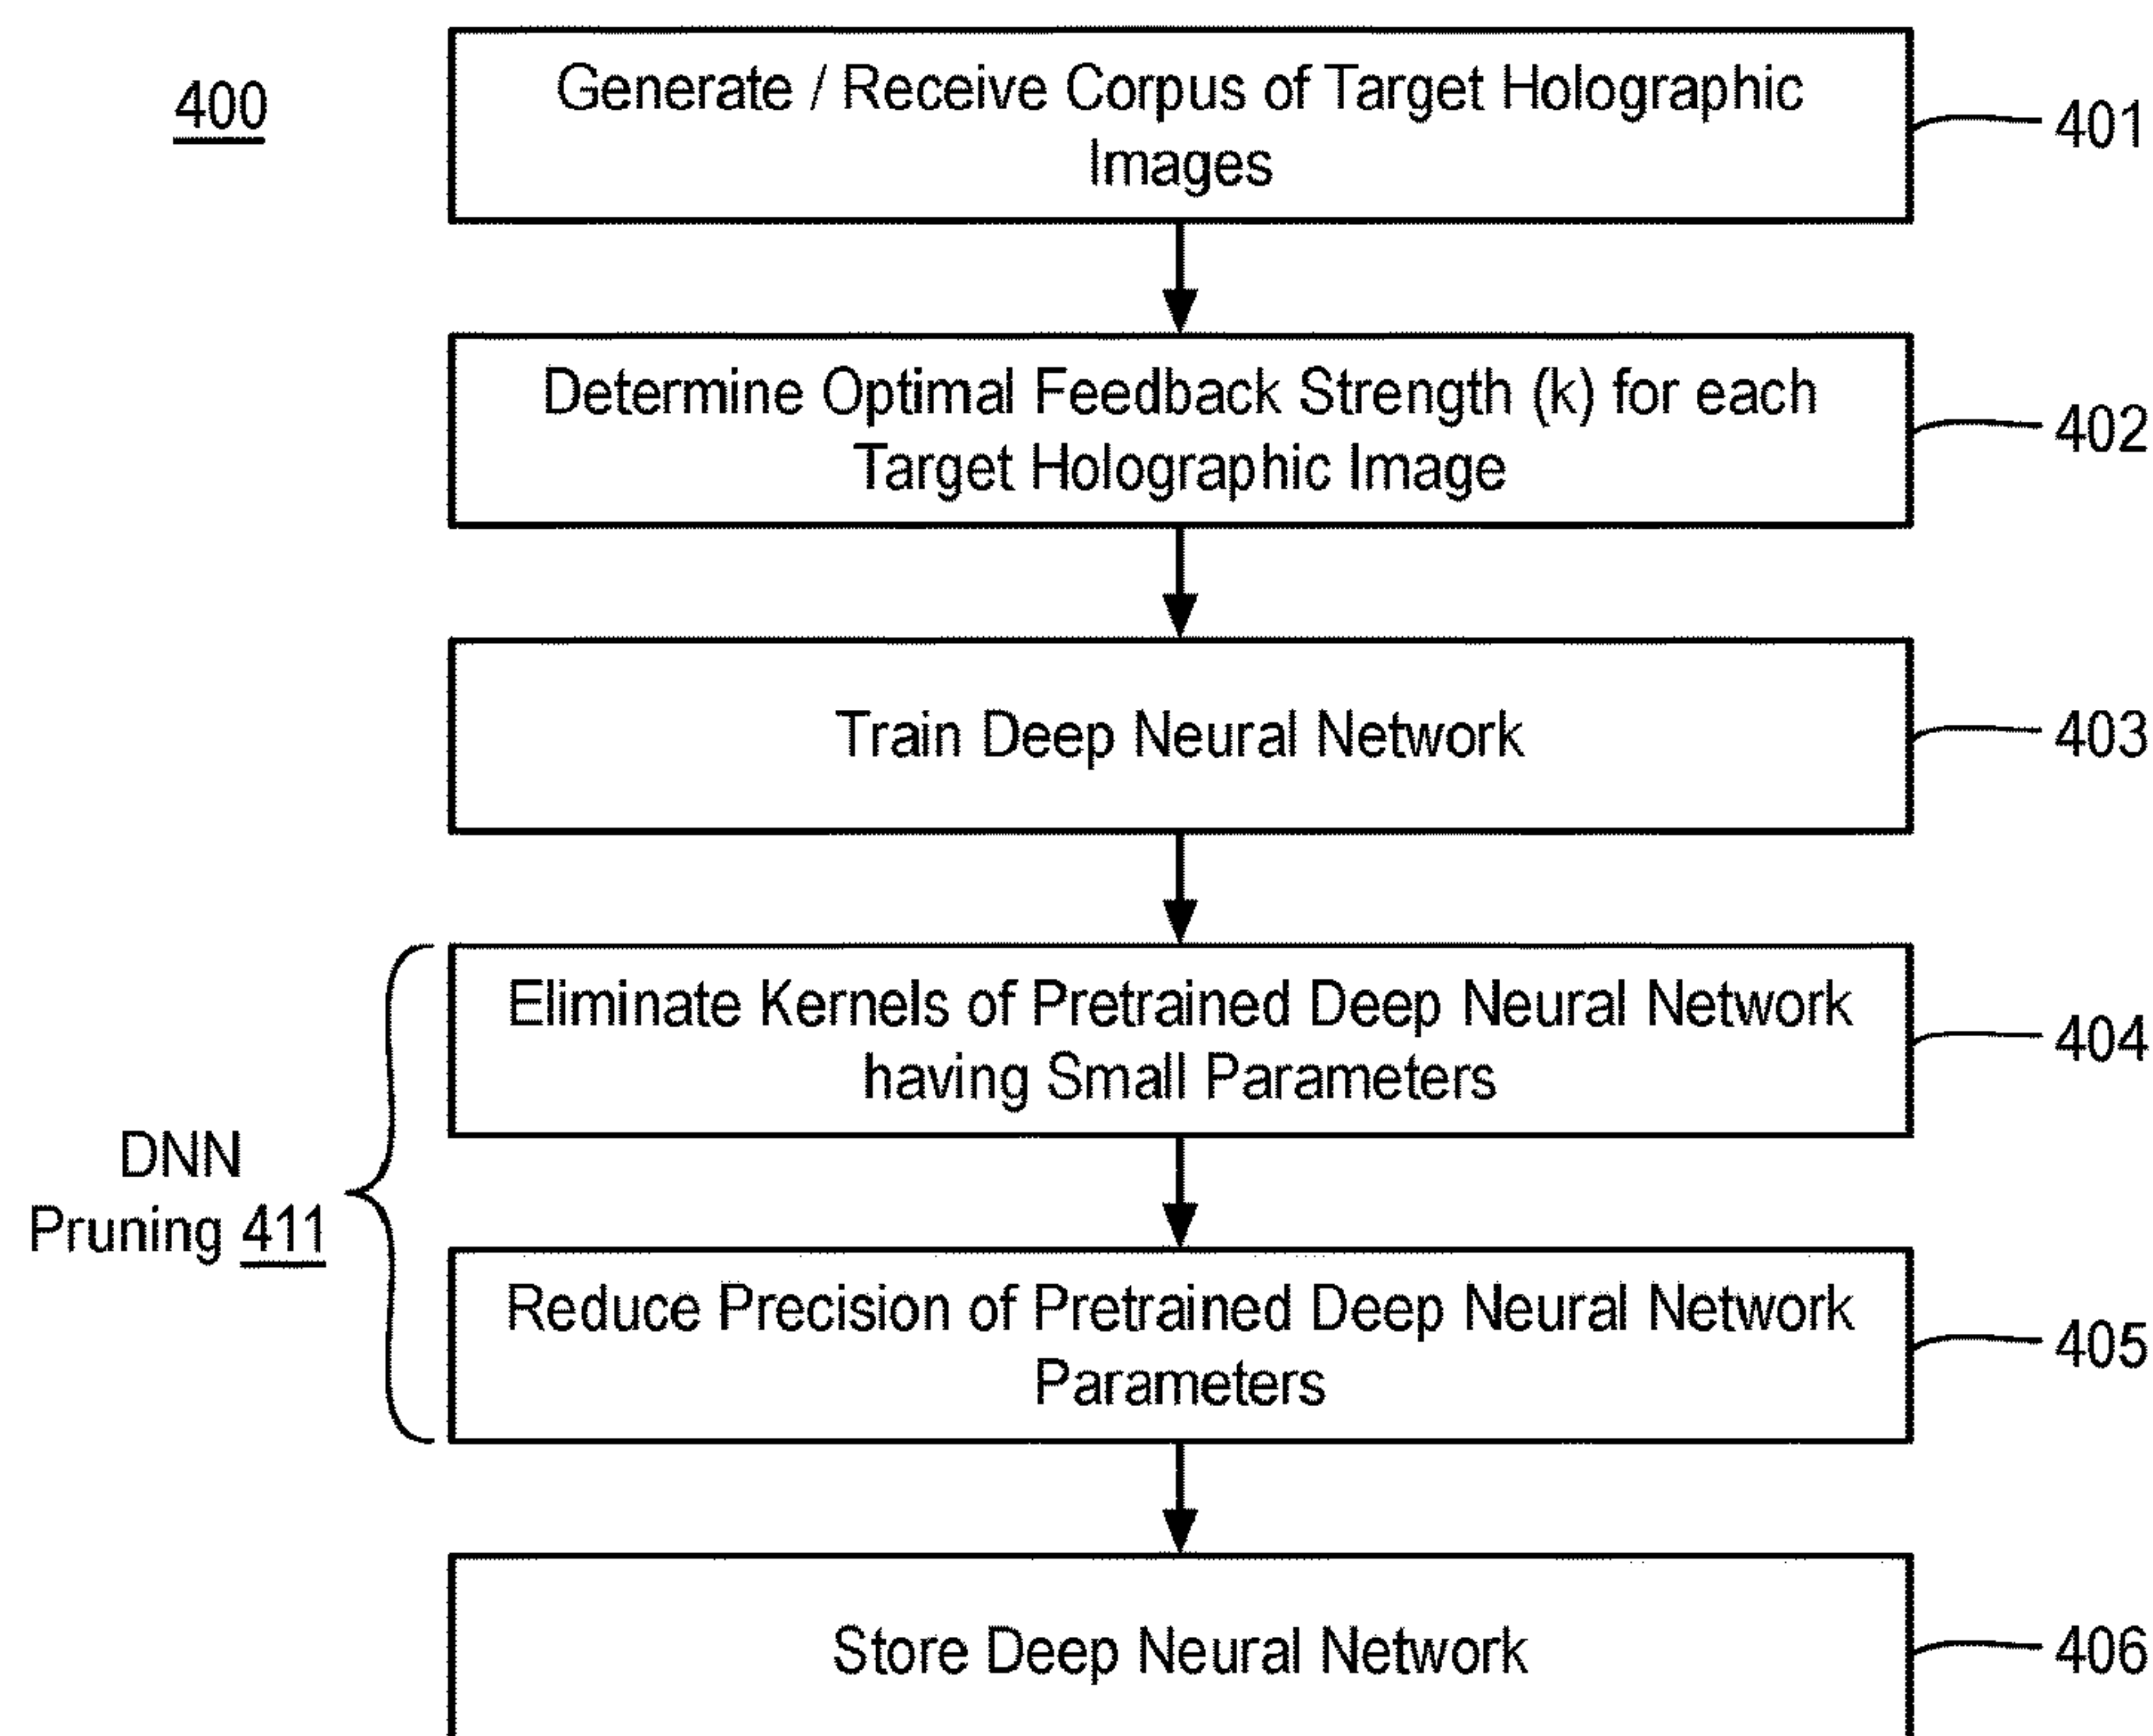 400
Generate / Receive Corpus of Target Holographic
Images
401
Determine Optimal Feedback Strength (k) for each
Target Holographic Image
402
Train Deep Neural Network
403
Eliminate Kernels of Pretrained Deep Neural Network
having Small Parameters
404
DNN
Pruning 411
Reduce Precision of Pretrained Deep Neural Network
Parameters
405
Store Deep Neural Network
406